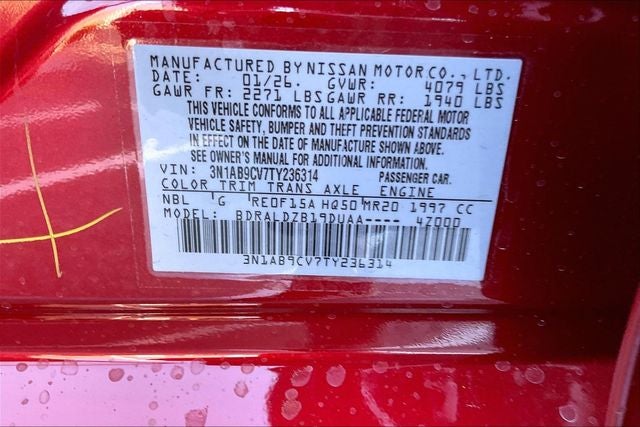 MANUFACTURED BY NISSAN MOTOR CO., LTD.
DATE: 01/26. GVWR: 4079 LBS
GAWR FR: 2271 LBS GAWR RR: 1940 LBS
THIS VEHICLE CONFORMS TO ALL APPLICABLE FEDERAL MOTOR
VEHICLE SAFETY, BUMPER AND THEFT PREVENTION STANDARDS
IN EFFECT ON THE DATE OF MANUFACTURE SHOWN ABOVE.
SEE OWNER'S MANUAL FOR ADDITIONAL INFORMATION.
VIN: 3N1AB9CV7TY236314 PASSENGER CAR.
COLOR TRIM TRANS AXLE ENGINE
NBL G RE0F15A HQ50 MR20 1997 CC
MODEL: BDRALDZB19DUAA---- 4Z000
3N1AB9CV7TY236314